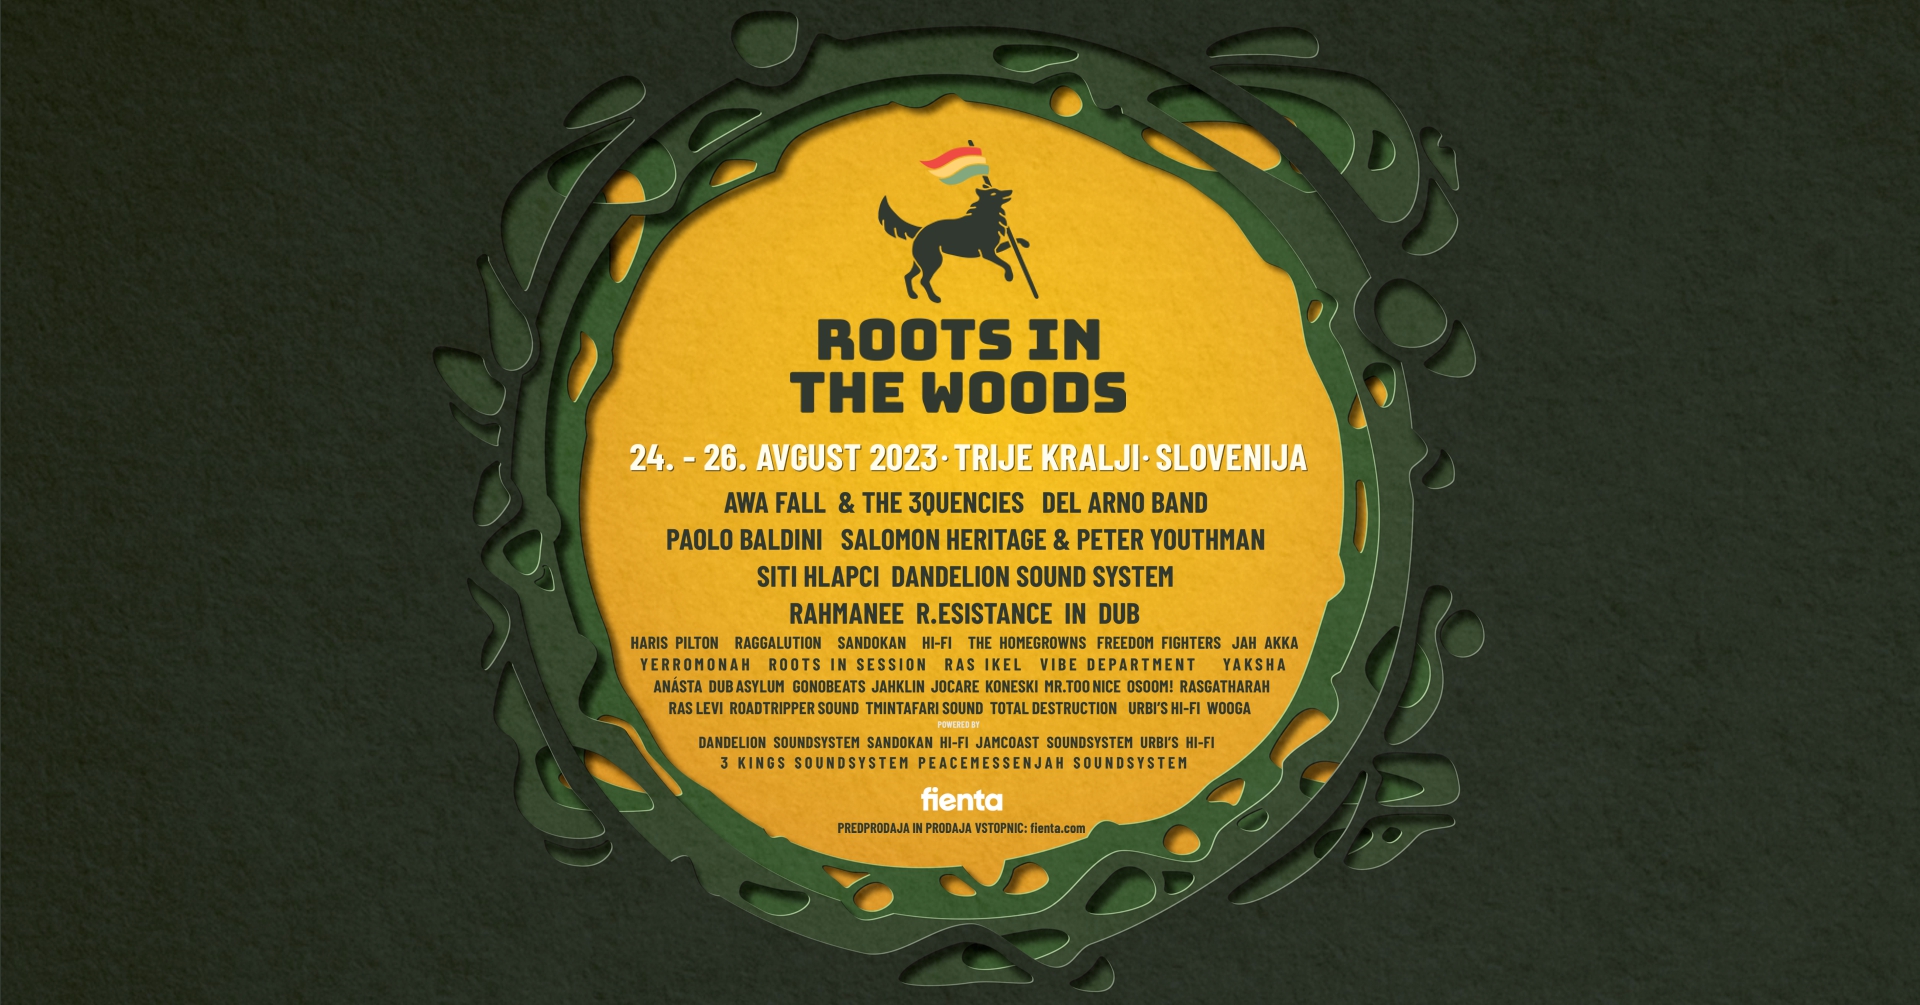 ROOTS IN
THE WOODS
24. - 26. AVGUST 2023 · TRIJE KRALJI · SLOVENIJA
AWA FALL & THE 3QUENCIES DEL ARNO BAND
PAOLO BALDINI SALOMON HERITAGE & PETER YOUTHMAN
SITI HLAPCI DANDELION SOUND SYSTEM
RAHMANEE R.ESISTANCE IN DUB
HARIS PILTON RAGGALUTION SANDOKAN HI-FI THE HOMEGROWNS FREEDOM FIGHTERS JAH AKKA
YERROMONAH ROOTS IN SESSION RAS IKEL VIBE DEPARTMENT YAKSHA
ANÁSTA DUB ASYLUM GONOBEATS JAHKLIN JOCARE KONESKI MR.TOO NICE OSOOM! RASGATHARAH
RAS LEVI ROADTRIPPER SOUND TMINTAFARI SOUND TOTAL DESTRUCTION URBI'S HI-FI WOOGA
POWERED BY
DANDELION SOUNDSYSTEM SANDOKAN HI-FI JAMCOAST SOUNDSYSTEM URBI'S HI-FI
3 KINGS SOUNDSYSTEM PEACEMESSENJAH SOUNDSYSTEM
fienta
PREDPRODAJA IN PRODAJA VSTOPNIC: fienta.com